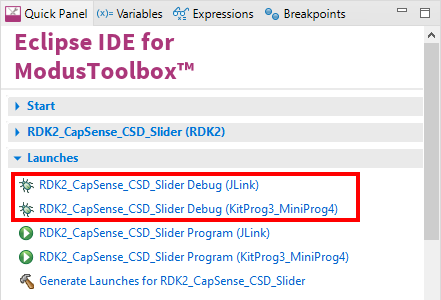 Quick Panel (x)= Variables Expressions Breakpoints
Eclipse IDE for
ModusToolbox™
Start
RDK2_CapSense_CSD_Slider (RDK2)
Launches
RDK2_CapSense_CSD_Slider Debug (JLink)
RDK2_CapSense_CSD_Slider Debug (KitProg3_MiniProg4)
RDK2_CapSense_CSD_Slider Program (JLink)
RDK2_CapSense_CSD_Slider Program (KitProg3_MiniProg4)
Generate Launches for RDK2_CapSense_CSD_Slider